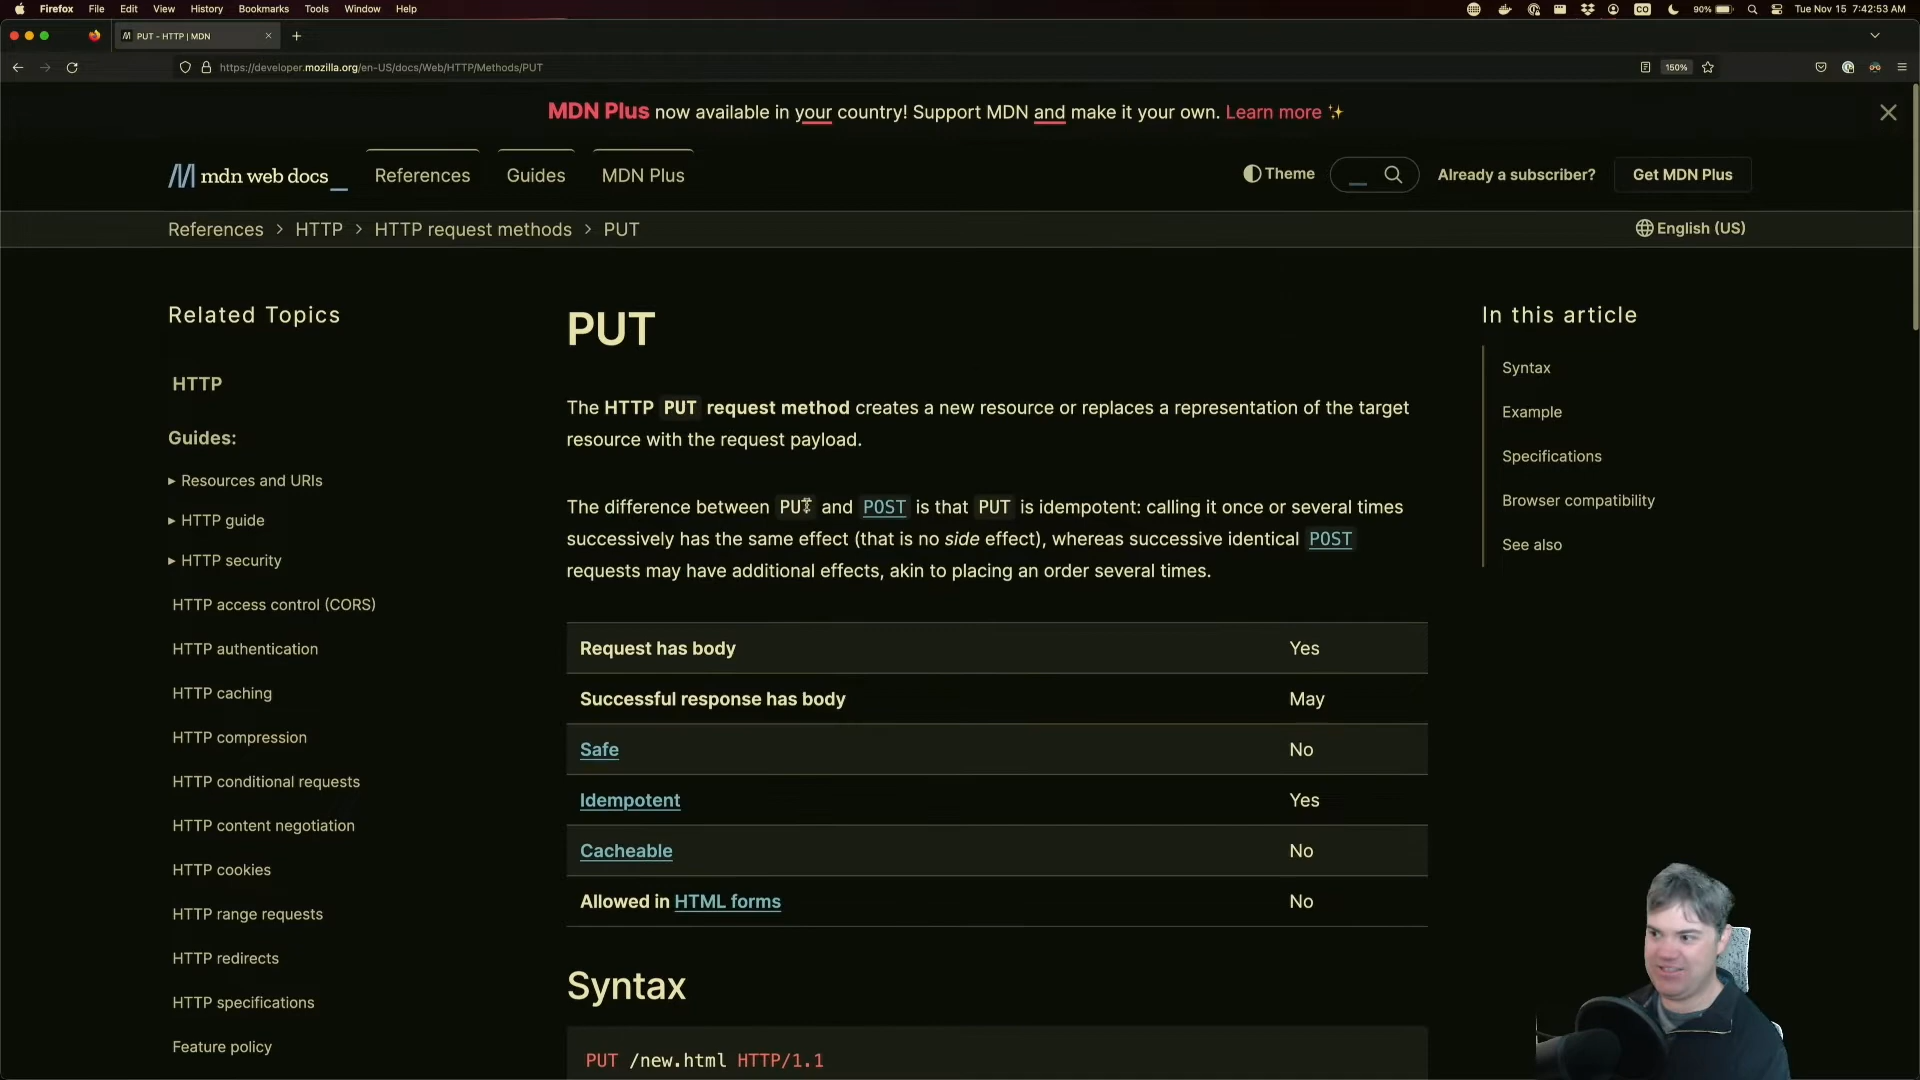 Firefox File Edit View History Bookmarks Tools Window Help
CO 90% Tue Nov 15 7:42:53 AM
PUT - HTTP | MDN
https://developer.mozilla.org/en-US/docs/Web/HTTP/Methods/PUT
150%
MDN Plus now available in your country! Support MDN and make it your own. Learn more ✨
mdn web docs_
References
Guides
MDN Plus
Theme
Already a subscriber?
Get MDN Plus
References > HTTP > HTTP request methods > PUT
English (US)
Related Topics
HTTP
Guides:
▸ Resources and URIs
▸ HTTP guide
▸ HTTP security
HTTP access control (CORS)
HTTP authentication
HTTP caching
HTTP compression
HTTP conditional requests
HTTP content negotiation
HTTP cookies
HTTP range requests
HTTP redirects
HTTP specifications
Feature policy
PUT
The HTTP PUT request method creates a new resource or replaces a representation of the target
resource with the request payload.
The difference between PUT and POST is that PUT is idempotent: calling it once or several times
successively has the same effect (that is no side effect), whereas successive identical POST
requests may have additional effects, akin to placing an order several times.
Request has body Yes
Successful response has body May
Safe No
Idempotent Yes
Cacheable No
Allowed in HTML forms No
Syntax
PUT /new.html HTTP/1.1
In this article
Syntax
Example
Specifications
Browser compatibility
See also